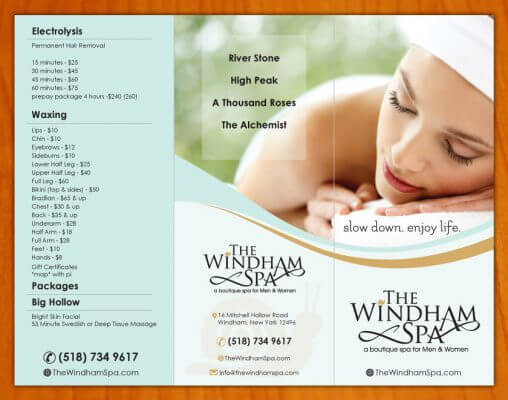 Electrolysis
Permanent Hair Removal
15 minutes - $25
30 minutes - $45
45 minutes - $60
60 minutes - $75
prepay package 4 hours -$240 (260)
Waxing
Lips - $10
Chin - $10
Eyebrows - $12
Sideburns - $10
Lower Half Leg - $25
Upper Half Leg - $40
Full Leg - $60
Bikini (top & sides) - $50
Brazilian - $65 & up
Chest - $30 & up
Back - $35 & up
Underarm - $28
Half Arm - $18
Full Arm - $28
Feet - $10
Hands - $8
Gift Certificates
*map* with pi
Packages
Big Hollow
Bright Skin Facial
55 Minute Swedish or Deep Tissue Massage
(518) 734 9617
TheWindhamSpa.com
River Stone
High Peak
A Thousand Roses
The Alchemist
THE
WINDHAM
SPA
a boutique spa for Men & Women
16 Mitchell Hollow Road
Windham, New York 12496
(518) 734 9617
TheWindhamSpa.com
info@thewindhamspa.com
slow down. enjoy life.
THE
WINDHAM
SPA
a boutique spa for Men & Women
TheWindhamSpa.com